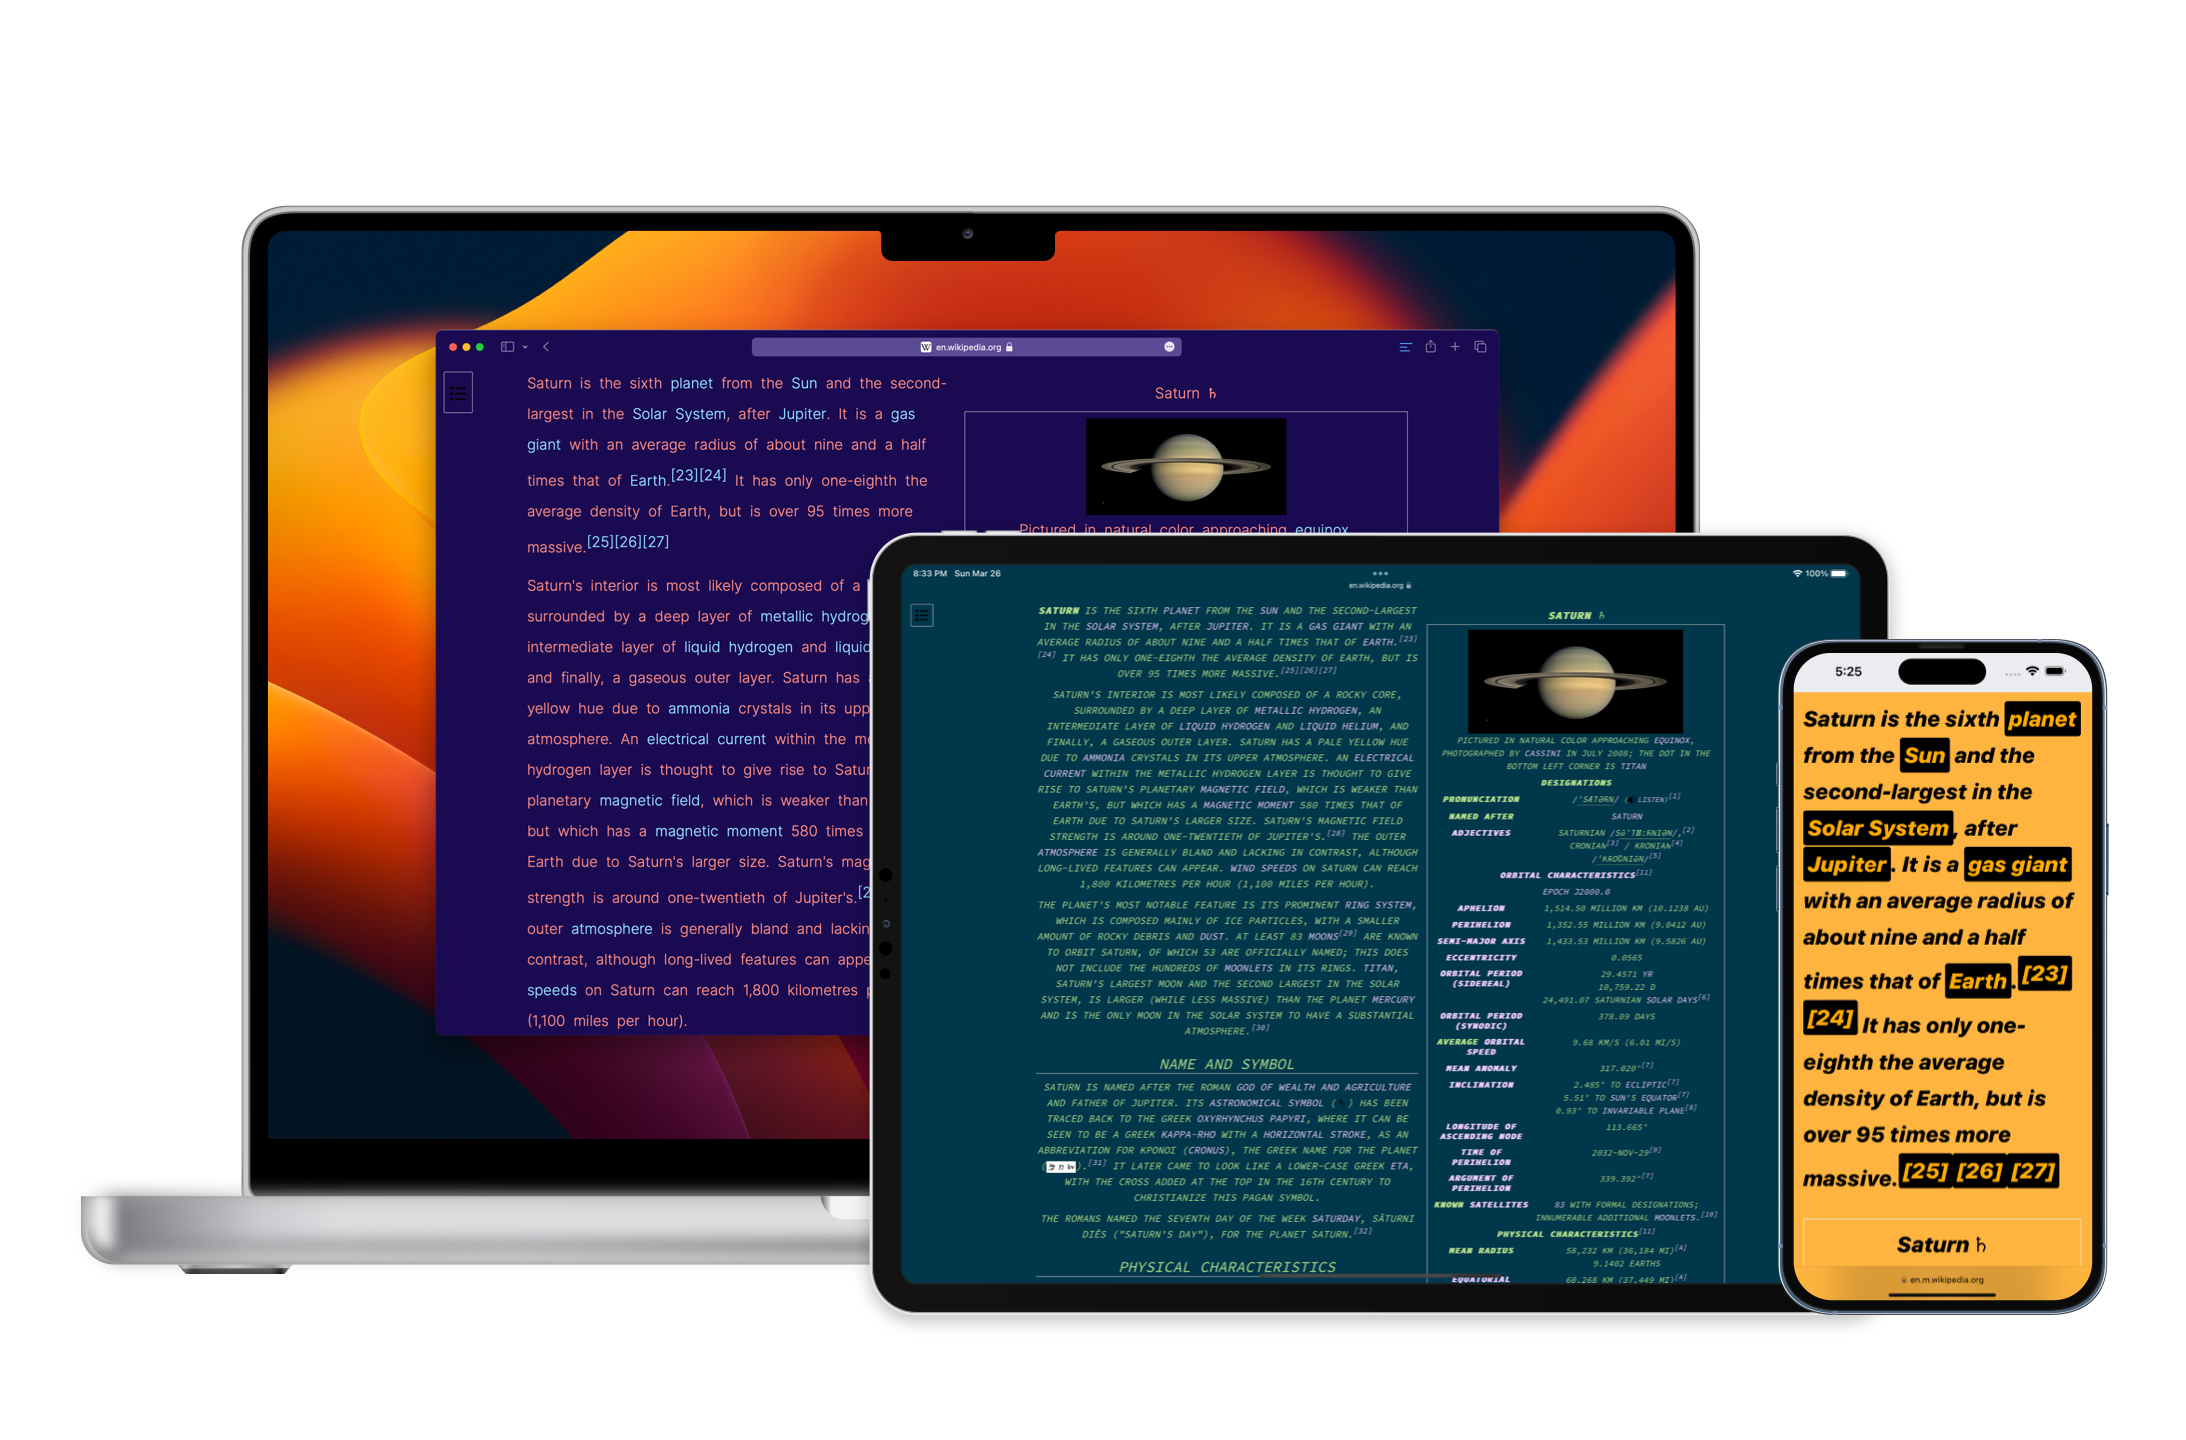 en.wikipedia.org
Saturn is the sixth planet from the Sun and the second-
largest in the Solar System, after Jupiter. It is a gas
giant with an average radius of about nine and a half
times that of Earth.[23][24] It has only one-eighth the
average density of Earth, but is over 95 times more
massive.[25][26][27]
Saturn's interior is most likely composed of a
surrounded by a deep layer of metallic hydrog
intermediate layer of liquid hydrogen and liquid
and finally, a gaseous outer layer. Saturn has
yellow hue due to ammonia crystals in its upp
atmosphere. An electrical current within the me
hydrogen layer is thought to give rise to Satur
planetary magnetic field, which is weaker than
but which has a magnetic moment 580 times
Earth due to Saturn's larger size. Saturn's mag
strength is around one-twentieth of Jupiter's.[2
outer atmosphere is generally bland and lackin
contrast, although long-lived features can appe
speeds on Saturn can reach 1,800 kilometres p
(1,100 miles per hour).
Saturn ♄
Pictured in natural color approaching equinox
8:33 PM Sun Mar 26
en.wikipedia.org
100%
SATURN IS THE SIXTH PLANET FROM THE SUN AND THE SECOND-LARGEST
IN THE SOLAR SYSTEM, AFTER JUPITER. IT IS A GAS GIANT WITH AN
AVERAGE RADIUS OF ABOUT NINE AND A HALF TIMES THAT OF EARTH.[23]
[24] IT HAS ONLY ONE-EIGHTH THE AVERAGE DENSITY OF EARTH, BUT IS
OVER 95 TIMES MORE MASSIVE.[25][26][27]
SATURN'S INTERIOR IS MOST LIKELY COMPOSED OF A ROCKY CORE,
SURROUNDED BY A DEEP LAYER OF METALLIC HYDROGEN, AN
INTERMEDIATE LAYER OF LIQUID HYDROGEN AND LIQUID HELIUM, AND
FINALLY, A GASEOUS OUTER LAYER. SATURN HAS A PALE YELLOW HUE
DUE TO AMMONIA CRYSTALS IN ITS UPPER ATMOSPHERE. AN ELECTRICAL
CURRENT WITHIN THE METALLIC HYDROGEN LAYER IS THOUGHT TO GIVE
RISE TO SATURN'S PLANETARY MAGNETIC FIELD, WHICH IS WEAKER THAN
EARTH'S, BUT WHICH HAS A MAGNETIC MOMENT 580 TIMES THAT OF
EARTH DUE TO SATURN'S LARGER SIZE. SATURN'S MAGNETIC FIELD
STRENGTH IS AROUND ONE-TWENTIETH OF JUPITER'S.[28] THE OUTER
ATMOSPHERE IS GENERALLY BLAND AND LACKING IN CONTRAST, ALTHOUGH
LONG-LIVED FEATURES CAN APPEAR. WIND SPEEDS ON SATURN CAN REACH
1,800 KILOMETRES PER HOUR (1,100 MILES PER HOUR).
THE PLANET'S MOST NOTABLE FEATURE IS ITS PROMINENT RING SYSTEM,
WHICH IS COMPOSED MAINLY OF ICE PARTICLES, WITH A SMALLER
AMOUNT OF ROCKY DEBRIS AND DUST. AT LEAST 83 MOONS[29] ARE KNOWN
TO ORBIT SATURN, OF WHICH 53 ARE OFFICIALLY NAMED; THIS DOES
NOT INCLUDE THE HUNDREDS OF MOONLETS IN ITS RINGS. TITAN,
SATURN'S LARGEST MOON AND THE SECOND LARGEST IN THE SOLAR
SYSTEM, IS LARGER (WHILE LESS MASSIVE) THAN THE PLANET MERCURY
AND IS THE ONLY MOON IN THE SOLAR SYSTEM TO HAVE A SUBSTANTIAL
ATMOSPHERE.[30]
NAME AND SYMBOL
SATURN IS NAMED AFTER THE ROMAN GOD OF WEALTH AND AGRICULTURE
AND FATHER OF JUPITER. ITS ASTRONOMICAL SYMBOL ( ) HAS BEEN
TRACED BACK TO THE GREEK OXYRHYNCHUS PAPYRI, WHERE IT CAN BE
SEEN TO BE A GREEK KAPPA-RHO WITH A HORIZONTAL STROKE, AS AN
ABBREVIATION FOR ΚΡΟΝΟΣ (CRONUS), THE GREEK NAME FOR THE PLANET
( ).[31] IT LATER CAME TO LOOK LIKE A LOWER-CASE GREEK ETA,
WITH THE CROSS ADDED AT THE TOP IN THE 16TH CENTURY TO
CHRISTIANIZE THIS PAGAN SYMBOL.
THE ROMANS NAMED THE SEVENTH DAY OF THE WEEK SATURDAY, SĀTURNI
DIĒS ("SATURN'S DAY"), FOR THE PLANET SATURN.[32]
PHYSICAL CHARACTERISTICS
SATURN ♄
PICTURED IN NATURAL COLOR APPROACHING EQUINOX,
PHOTOGRAPHED BY CASSINI IN JULY 2008; THE DOT IN THE
BOTTOM LEFT CORNER IS TITAN
DESIGNATIONS
PRONUNCIATION /ˈSÆTƏRN/ ( LISTEN)[1]
NAMED AFTER SATURN
ADJECTIVES SATURNIAN [2]
CRONIAN[3] / KRONIAN[4]
[5]
ORBITAL CHARACTERISTICS[11]
EPOCH J2000.0
APHELION 1,514.50 MILLION KM (10.1238 AU)
PERIHELION 1,352.55 MILLION KM (9.0412 AU)
SEMI-MAJOR AXIS 1,433.53 MILLION KM (9.5826 AU)
ECCENTRICITY 0.0565
ORBITAL PERIOD 29.4571 YR
(SIDEREAL) 10,759.22 D
24,491.07 SATURNIAN SOLAR DAYS[6]
ORBITAL PERIOD 378.09 DAYS
(SYNODIC)
AVERAGE ORBITAL 9.68 KM/S (6.01 MI/S)
SPEED
MEAN ANOMALY 317.020°[7]
INCLINATION 2.485° TO ECLIPTIC[7]
5.51° TO SUN'S EQUATOR[7]
0.93° TO INVARIABLE PLANE[8]
LONGITUDE OF 113.665°
ASCENDING NODE
TIME OF 2032-NOV-29[9]
PERIHELION
ARGUMENT OF 339.392°[7]
PERIHELION
KNOWN SATELLITES 83 WITH FORMAL DESIGNATIONS;
INNUMERABLE ADDITIONAL MOONLETS.[10]
PHYSICAL CHARACTERISTICS[11]
MEAN RADIUS 58,232 KM (36,184 MI)[A]
9.1402 EARTHS
EQUATORIAL 60,268 KM (37,449 MI)[A]
5:25
Saturn is the sixth planet
from the Sun and the
second-largest in the
Solar System, after
Jupiter. It is a gas giant
with an average radius of
about nine and a half
times that of Earth.[23]
[24] It has only one-
eighth the average
density of Earth, but is
over 95 times more
massive.[25][26][27]
Saturn ♄
en.m.wikipedia.org